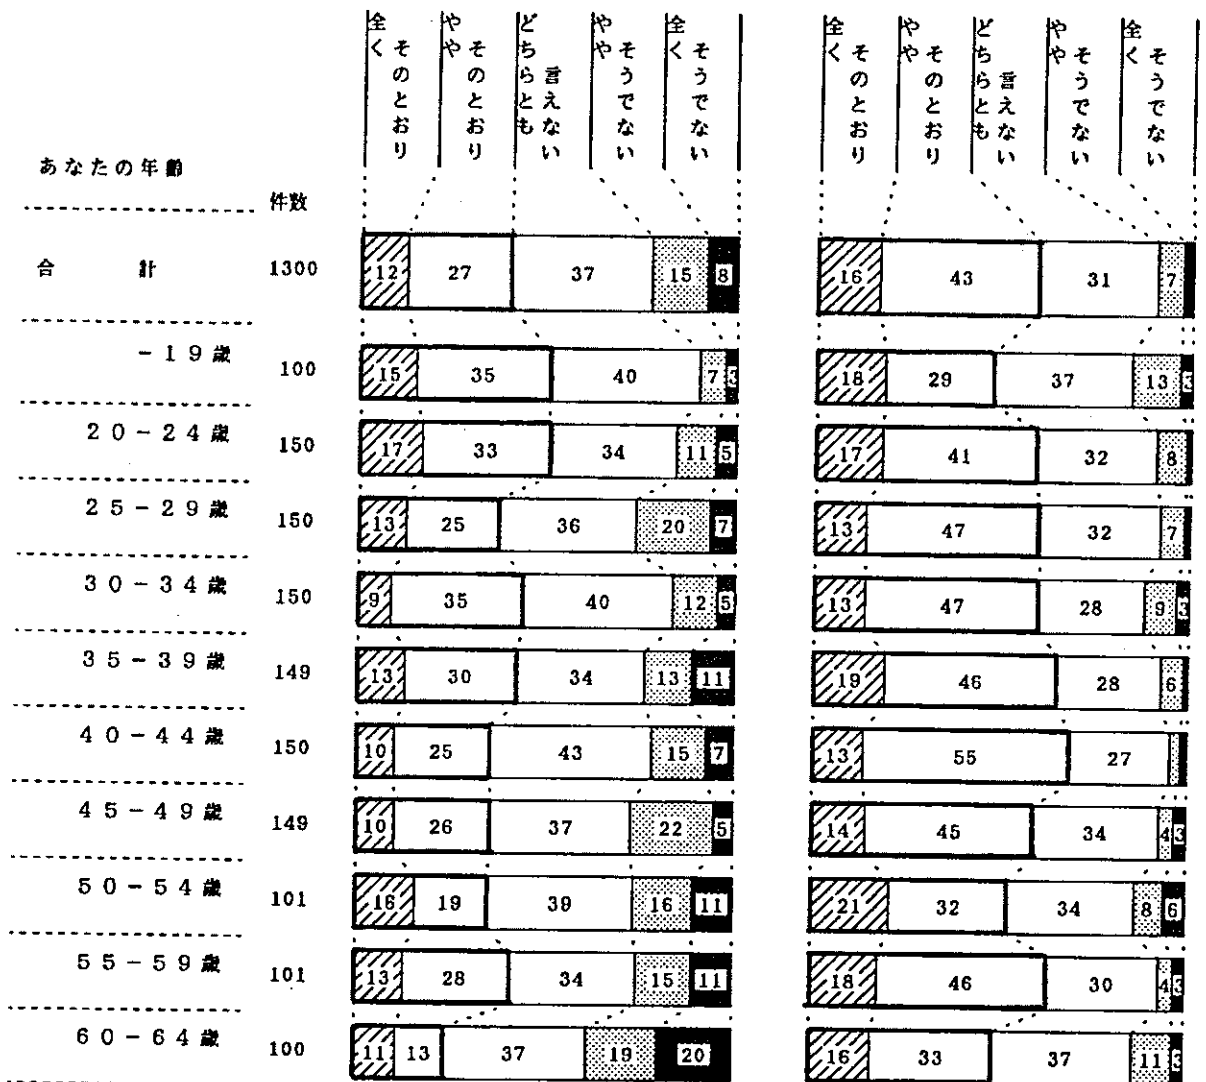 全く そのとおり
やや そのとおり
どちらとも 言えない
やや そうでない
全く そうでない
全く そのとおり
やや そのとおり
どちらとも 言えない
やや そうでない
全く そうでない
あなたの年齢
件数
合計 1300 12 27 37 15 8 16 43 31 7
-19歳 100 15 35 40 7 3 18 29 37 13 3
20-24歳 150 17 33 34 11 5 17 41 32 8
25-29歳 150 13 25 36 20 7 13 47 32 7
30-34歳 150 9 35 40 12 5 13 47 28 9 3
35-39歳 149 13 30 34 13 11 19 46 28 6
40-44歳 150 10 25 43 15 7 13 55 27
45-49歳 149 10 26 37 22 5 14 45 34 4 3
50-54歳 101 16 19 39 16 11 21 32 34 8 6
55-59歳 101 13 28 34 15 11 18 46 30 4 3
60-64歳 100 11 13 37 19 20 16 33 37 11 3